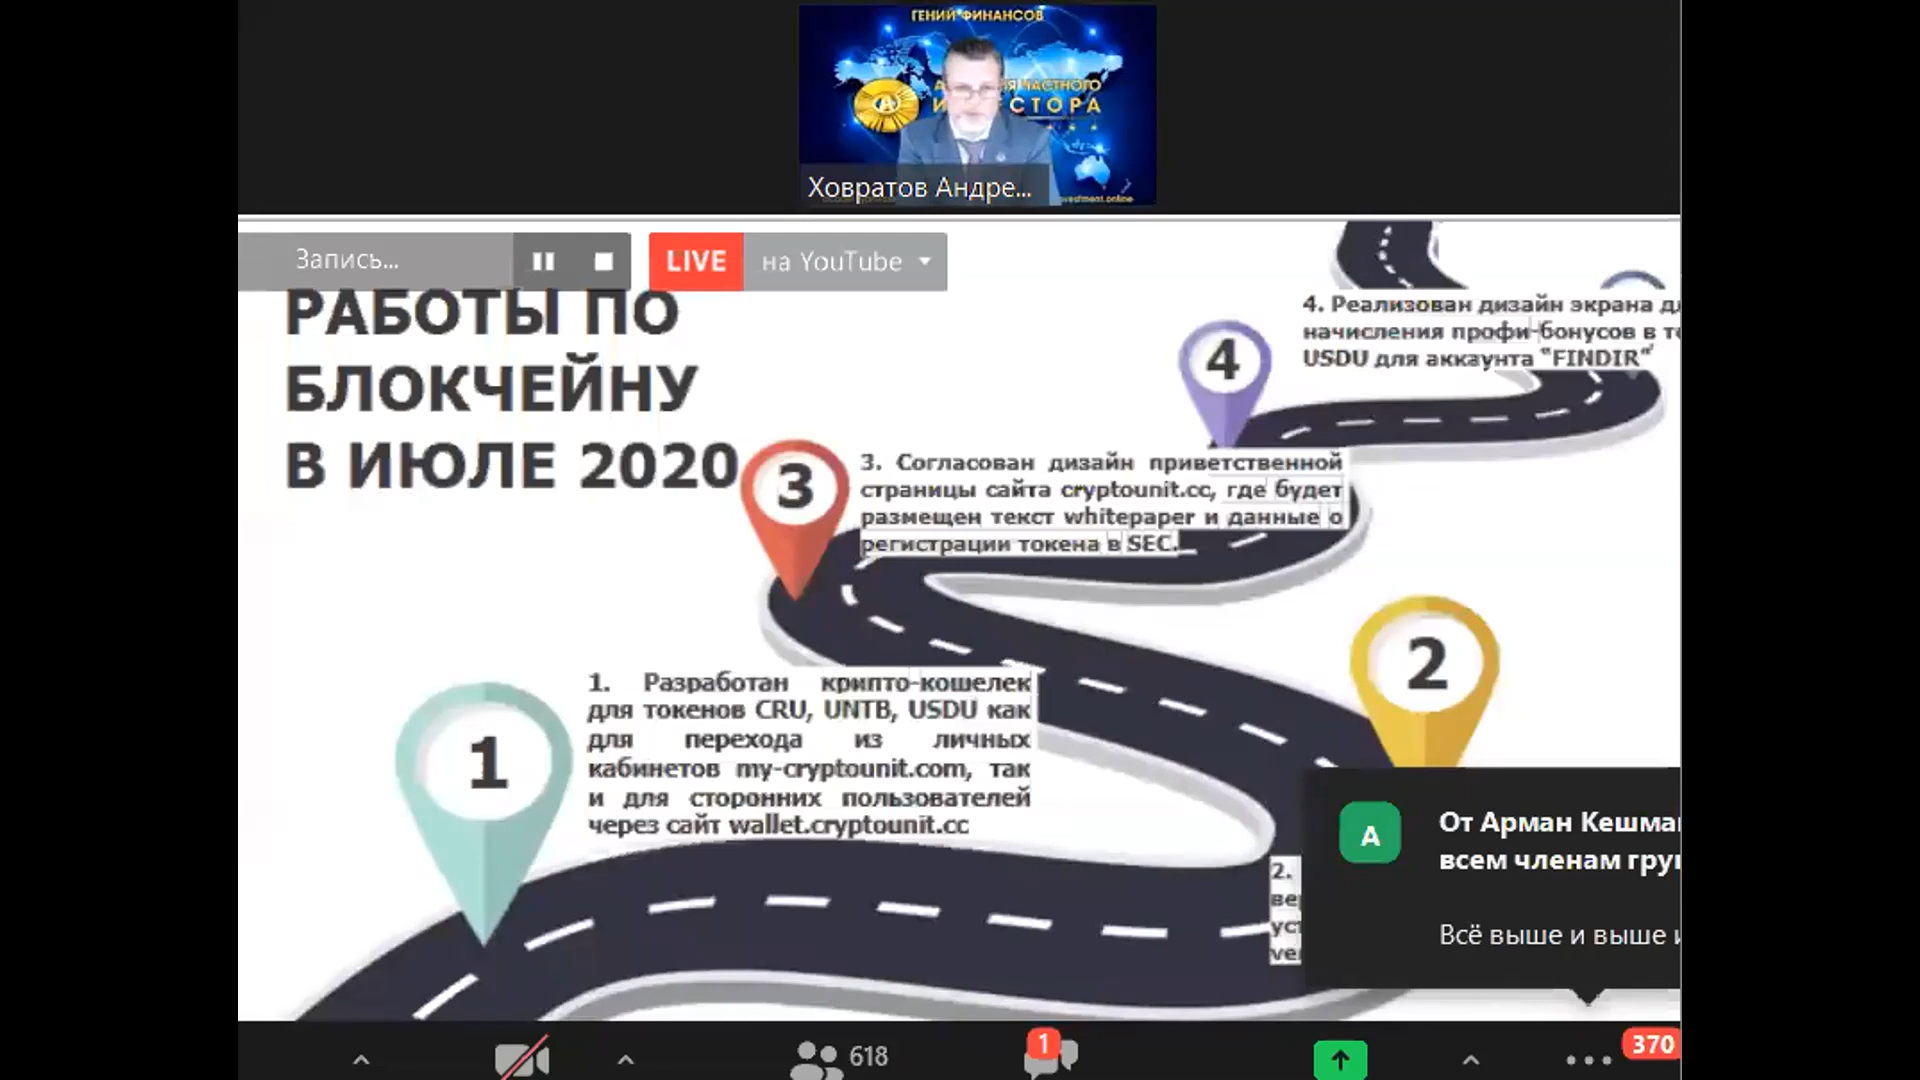 ГЕНИЙ ФИНАНСОВ
ЧАСТНОГО
Ховратов Андре...
Запись...
LIVE на YouTube
РАБОТЫ ПО
БЛОКЧЕЙНУ
В ИЮЛЕ 2020
4. Реализован дизайн экрана
начисления профи-бонусов в
USDU для аккаунта "FINDIR"
4
3
3. Согласован дизайн приветственной
страницы сайта cryptounit.cc, где будет
размещен текст whitepaper и данные о
регистрации токена в SEC.
2
1
1. Разработан крипто-кошелек
для токенов CRU, UNTB, USDU как
для перехода из личных
кабинетов my-cryptounit.com, так
и для сторонних пользователей
через сайт wallet.cryptounit.cc
2.
A
От Арман
всем членам
Всё выше и выше и
618
1
370